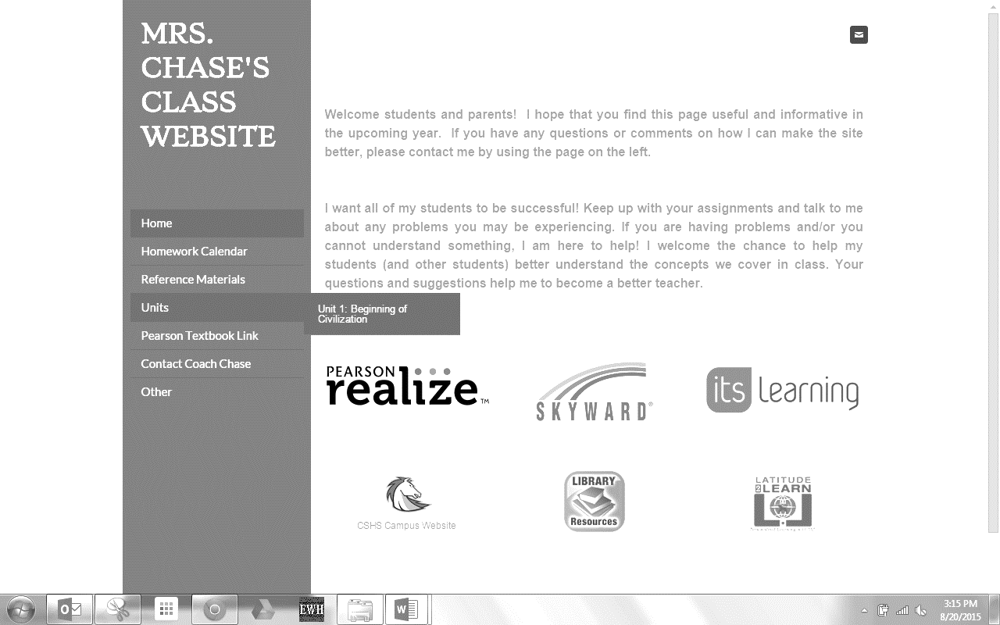 MRS.
CHASE'S
CLASS
WEBSITE
Home
Homework Calendar
Reference Materials
Units
Pearson Textbook Link
Contact Coach Chase
Other
Unit 1: Beginning of
Civilization
Welcome students and parents! I hope that you find this page useful and informative in
the upcoming year. If you have any questions or comments on how I can make the site
better, please contact me by using the page on the left.
I want all of my students to be successful! Keep up with your assignments and talk to me
about any problems you may be experiencing. If you are having problems and/or you
cannot understand something, I am here to help! I welcome the chance to help my
students (and other students) better understand the concepts we cover in class. Your
questions and suggestions help me to become a better teacher.
PEARSON
realize™
SKYWARD®
its Learning
CSHS Campus Website
LIBRARY
Resources
LATITUDE
2LEARN
EWH
3:15 PM
8/20/2015